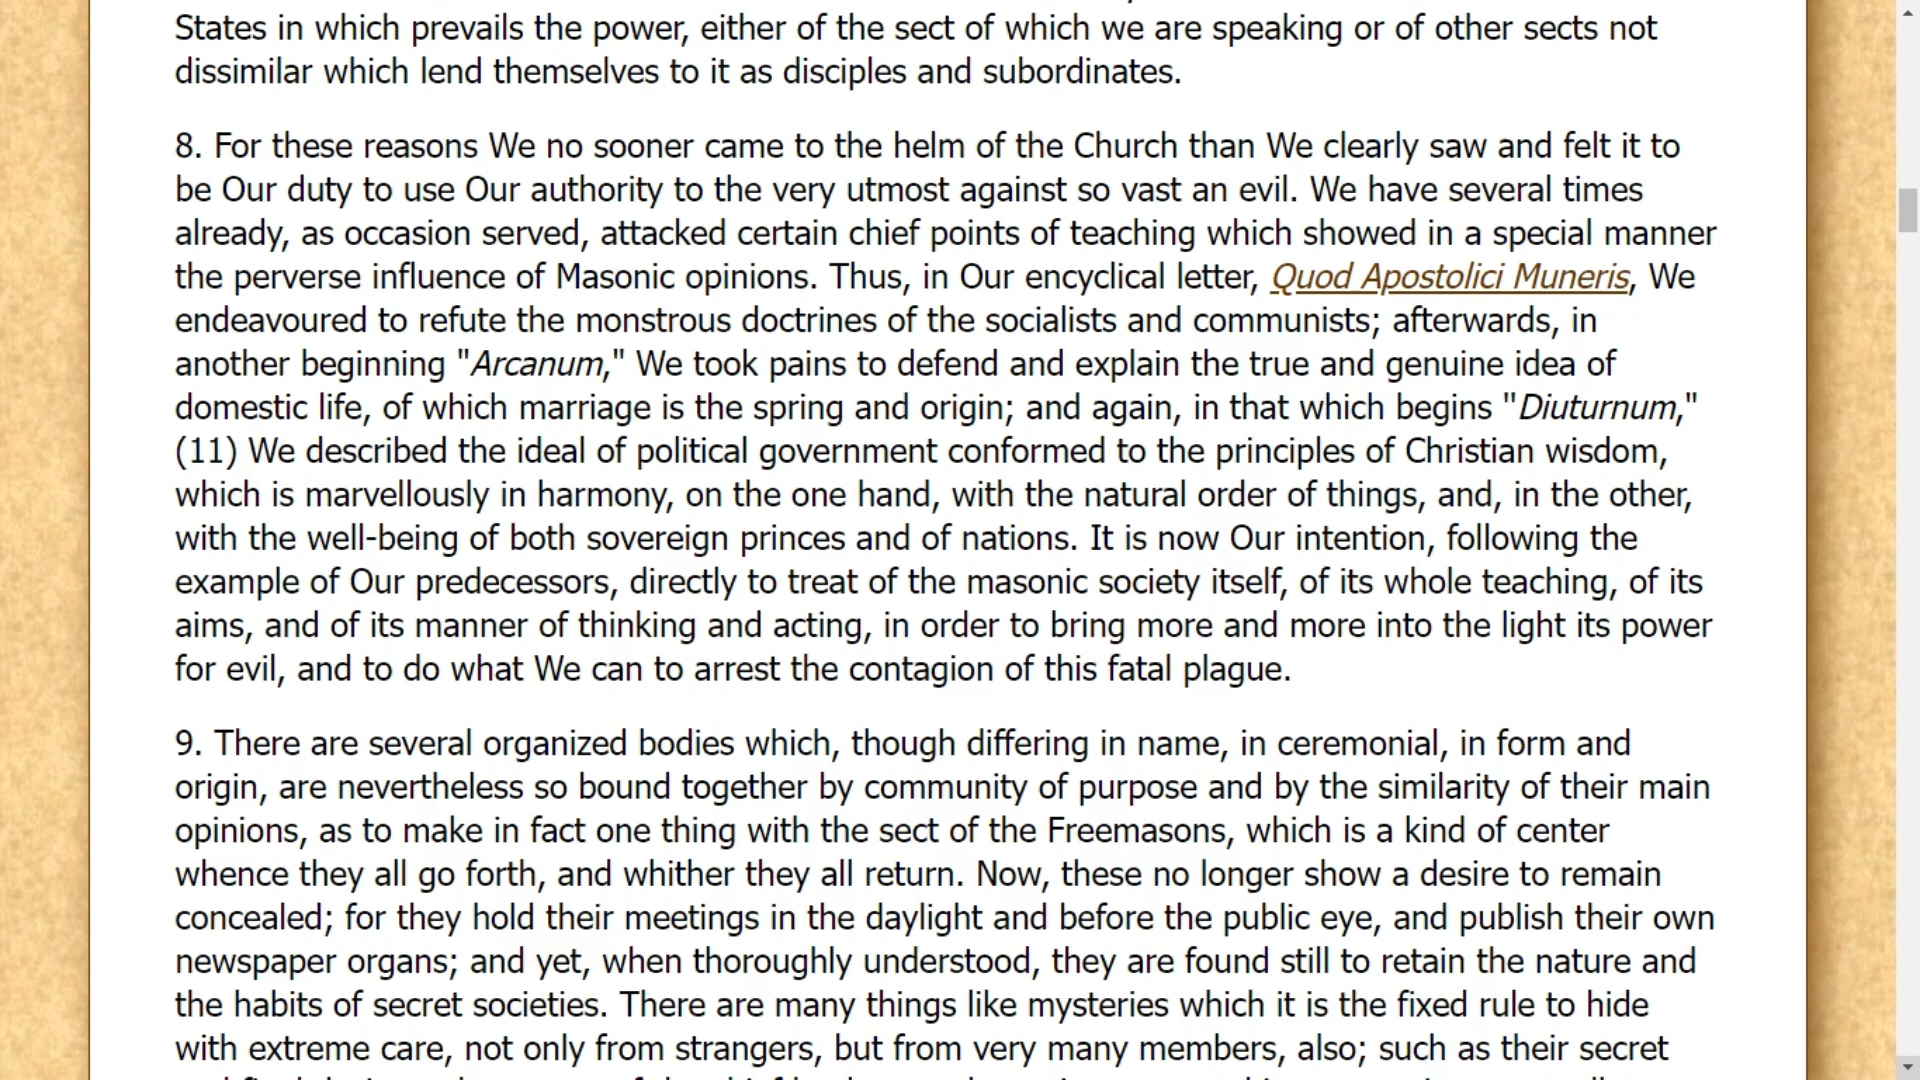 States in which prevails the power, either of the sect of which we are speaking or of other sects not
dissimilar which lend themselves to it as disciples and subordinates.
8. For these reasons We no sooner came to the helm of the Church than We clearly saw and felt it to
be Our duty to use Our authority to the very utmost against so vast an evil. We have several times
already, as occasion served, attacked certain chief points of teaching which showed in a special manner
the perverse influence of Masonic opinions. Thus, in Our encyclical letter, Quod Apostolici Muneris, We
endeavoured to refute the monstrous doctrines of the socialists and communists; afterwards, in
another beginning "Arcanum," We took pains to defend and explain the true and genuine idea of
domestic life, of which marriage is the spring and origin; and again, in that which begins "Diuturnum,"
(11) We described the ideal of political government conformed to the principles of Christian wisdom,
which is marvellously in harmony, on the one hand, with the natural order of things, and, in the other,
with the well-being of both sovereign princes and of nations. It is now Our intention, following the
example of Our predecessors, directly to treat of the masonic society itself, of its whole teaching, of its
aims, and of its manner of thinking and acting, in order to bring more and more into the light its power
for evil, and to do what We can to arrest the contagion of this fatal plague.
9. There are several organized bodies which, though differing in name, in ceremonial, in form and
origin, are nevertheless so bound together by community of purpose and by the similarity of their main
opinions, as to make in fact one thing with the sect of the Freemasons, which is a kind of center
whence they all go forth, and whither they all return. Now, these no longer show a desire to remain
concealed; for they hold their meetings in the daylight and before the public eye, and publish their own
newspaper organs; and yet, when thoroughly understood, they are found still to retain the nature and
the habits of secret societies. There are many things like mysteries which it is the fixed rule to hide
with extreme care, not only from strangers, but from very many members, also; such as their secret